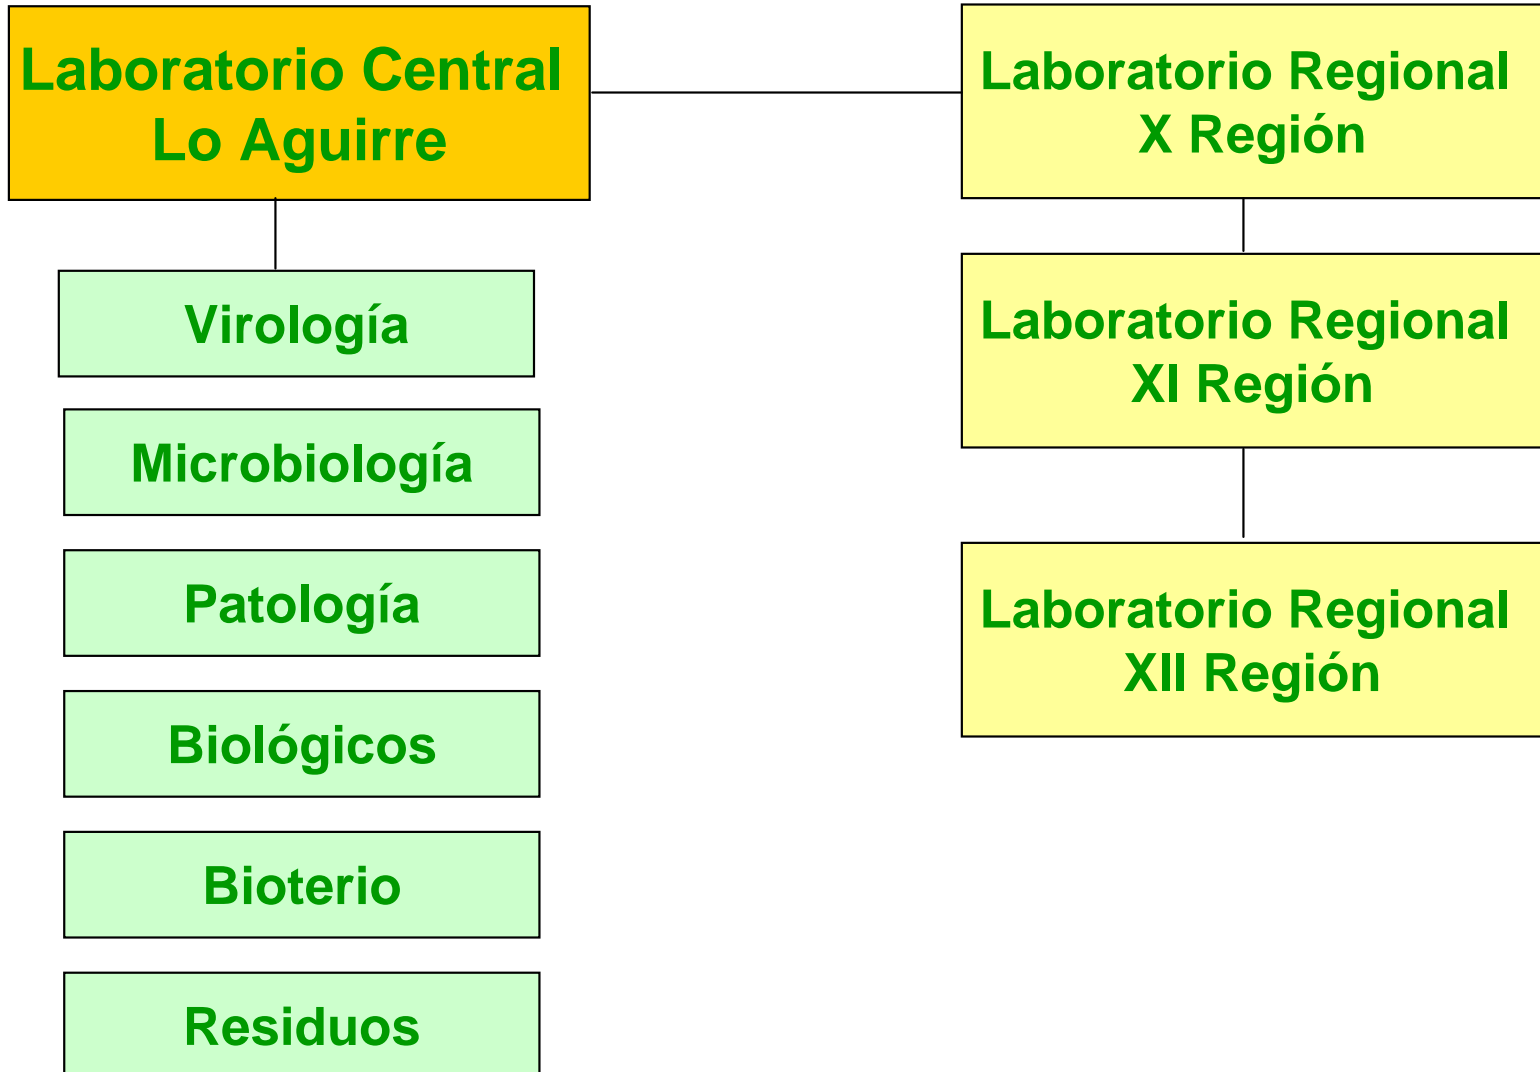 Laboratorio Central
Lo Aguirre
Virología
Microbiología
Patología
Biológicos
Bioterio
Residuos
Laboratorio Regional
X Región
Laboratorio Regional
XI Región
Laboratorio Regional
XII Región